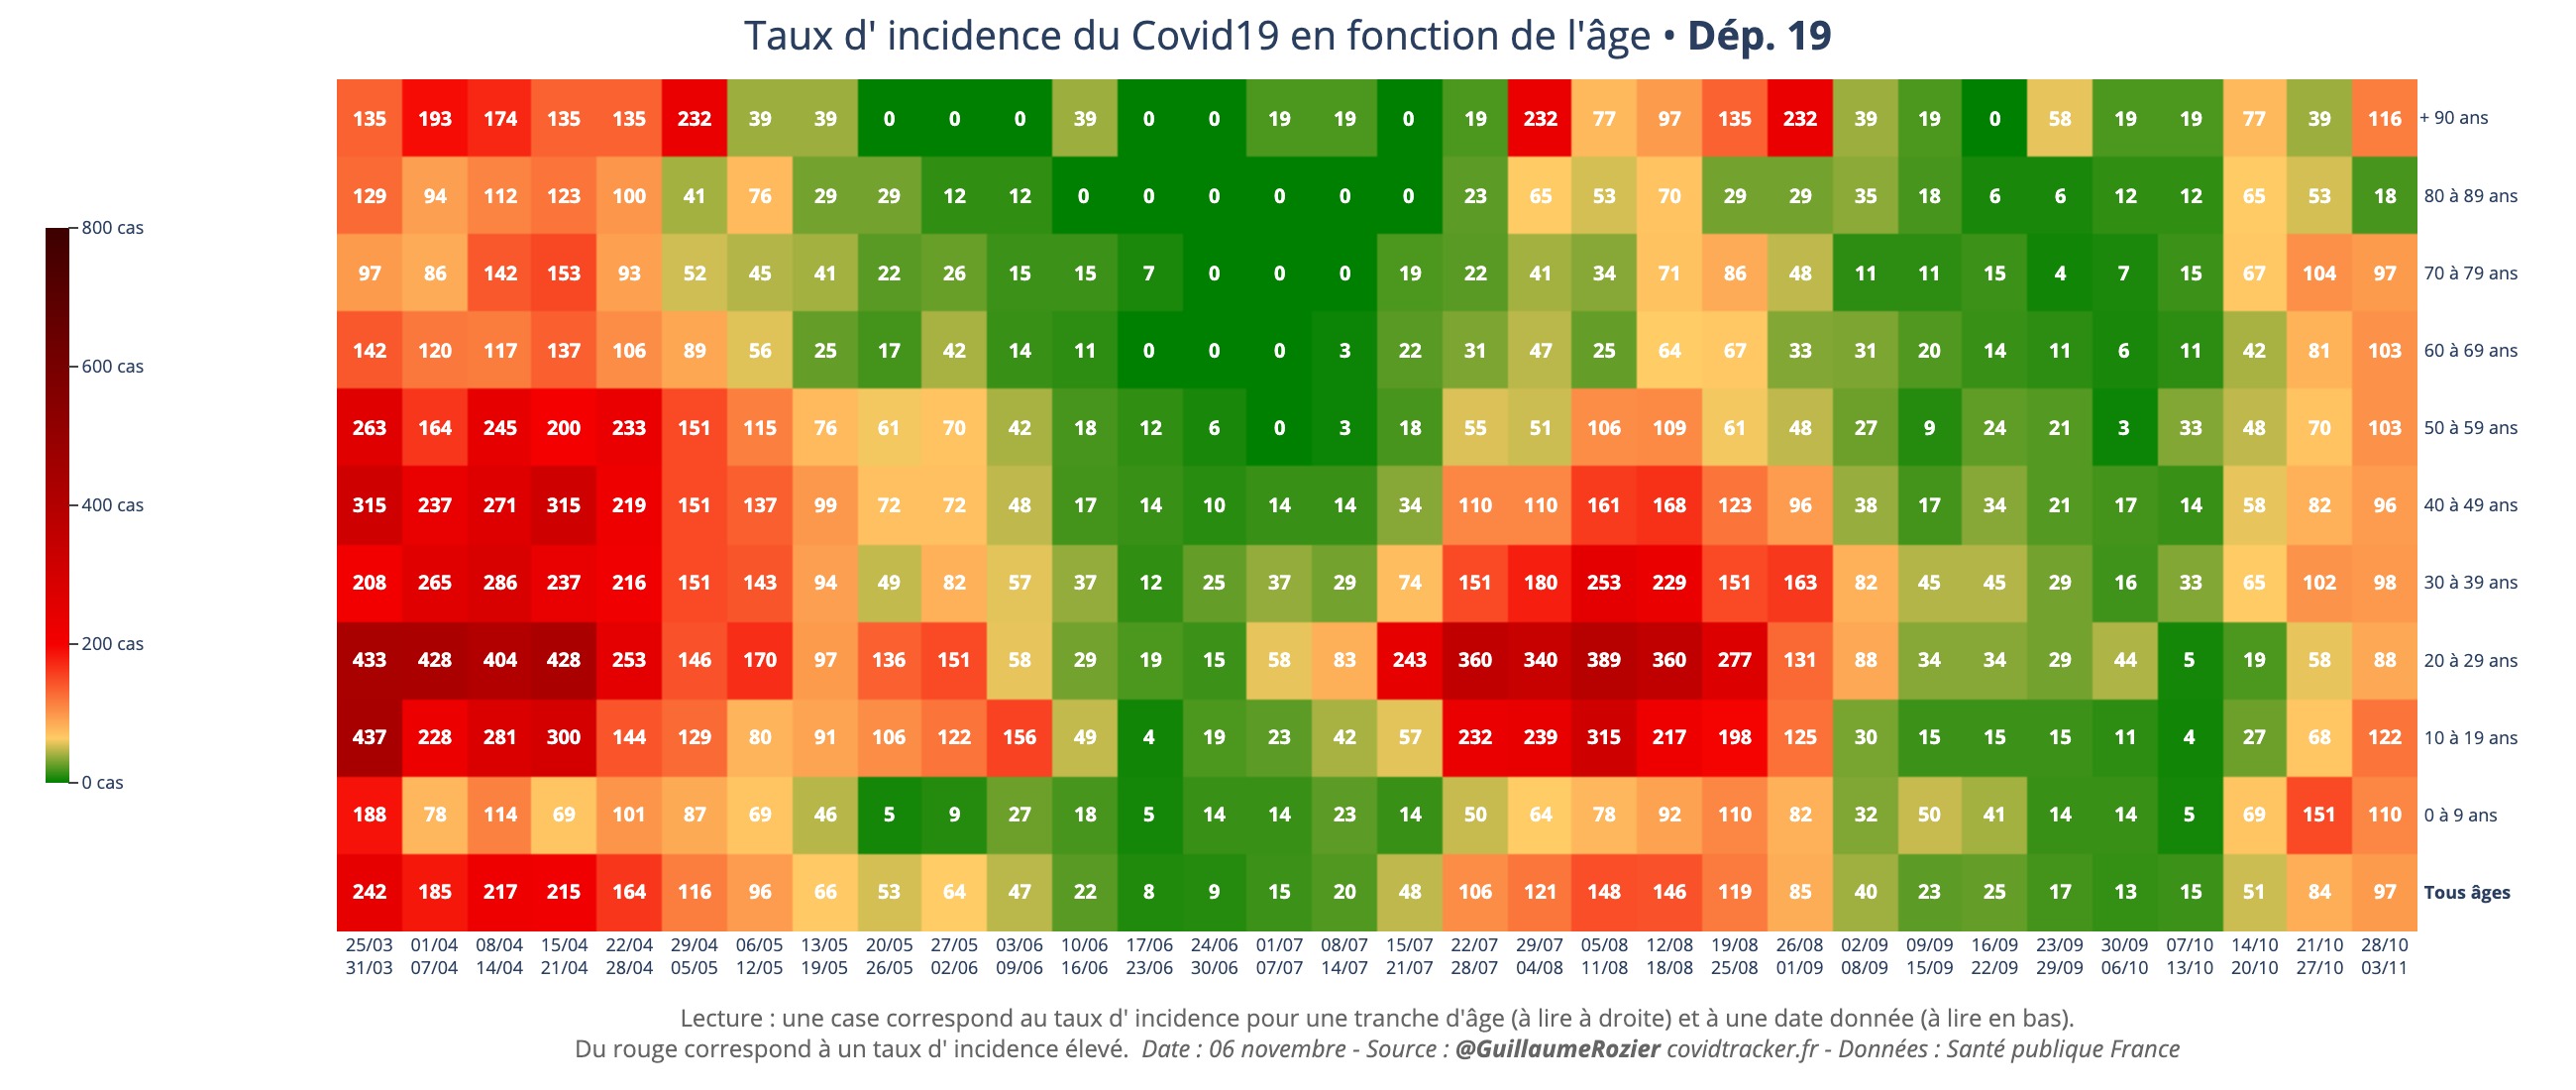 Taux d' incidence du Covid19 en fonction de l'âge • Dép. 19
135 193 174 135 135 232 39 39 0 0 0 39 0 0 19 19 0 19 232 77 97 135 232 39 19 0 58 19 19 77 39 116 + 90 ans
129 94 112 123 100 41 76 29 29 12 12 0 0 0 0 0 0 23 65 53 70 29 29 35 18 6 6 12 12 65 53 18 80 à 89 ans
97 86 142 153 93 52 45 41 22 26 15 15 7 0 0 0 19 22 41 34 71 86 48 11 11 15 4 7 15 67 104 97 70 à 79 ans
142 120 117 137 106 89 56 25 17 42 14 11 0 0 0 3 22 31 47 25 64 67 33 31 20 14 11 6 11 42 81 103 60 à 69 ans
263 164 245 200 233 151 115 76 61 70 42 18 12 6 0 3 18 55 51 106 109 61 48 27 9 24 21 3 33 48 70 103 50 à 59 ans
315 237 271 315 219 151 137 99 72 72 48 17 14 10 14 14 34 110 110 161 168 123 96 38 17 34 21 17 14 58 82 96 40 à 49 ans
208 265 286 237 216 151 143 94 49 82 57 37 12 25 37 29 74 151 180 253 229 151 163 82 45 45 29 16 33 65 102 98 30 à 39 ans
433 428 404 428 253 146 170 97 136 151 58 29 19 15 58 83 243 360 340 389 360 277 131 88 34 34 29 44 5 19 58 88 20 à 29 ans
437 228 281 300 144 129 80 91 106 122 156 49 4 19 23 42 57 232 239 315 217 198 125 30 15 15 15 11 4 27 68 122 10 à 19 ans
188 78 114 69 101 87 69 46 5 9 27 18 5 14 14 23 14 50 64 78 92 110 82 32 50 41 14 14 5 69 151 110 0 à 9 ans
242 185 217 215 164 116 96 66 53 64 47 22 8 9 15 20 48 106 121 148 146 119 85 40 23 25 17 13 15 51 84 97 Tous âges
25/03 01/04 08/04 15/04 22/04 29/04 06/05 13/05 20/05 27/05 03/06 10/06 17/06 24/06 01/07 08/07 15/07 22/07 29/07 05/08 12/08 19/08 26/08 02/09 09/09 16/09 23/09 30/09 07/10 14/10 21/10 28/10
31/03 07/04 14/04 21/04 28/04 05/05 12/05 19/05 26/05 02/06 09/06 16/06 23/06 30/06 07/07 14/07 21/07 28/07 04/08 11/08 18/08 25/08 01/09 08/09 15/09 22/09 29/09 06/10 13/10 20/10 27/10 03/11
800 cas
600 cas
400 cas
200 cas
0 cas
Lecture : une case correspond au taux d' incidence pour une tranche d'âge (à lire à droite) et à une date donnée (à lire en bas).
Du rouge correspond à un taux d' incidence élevé. Date : 06 novembre - Source : @GuillaumeRozier covidtracker.fr - Données : Santé publique France